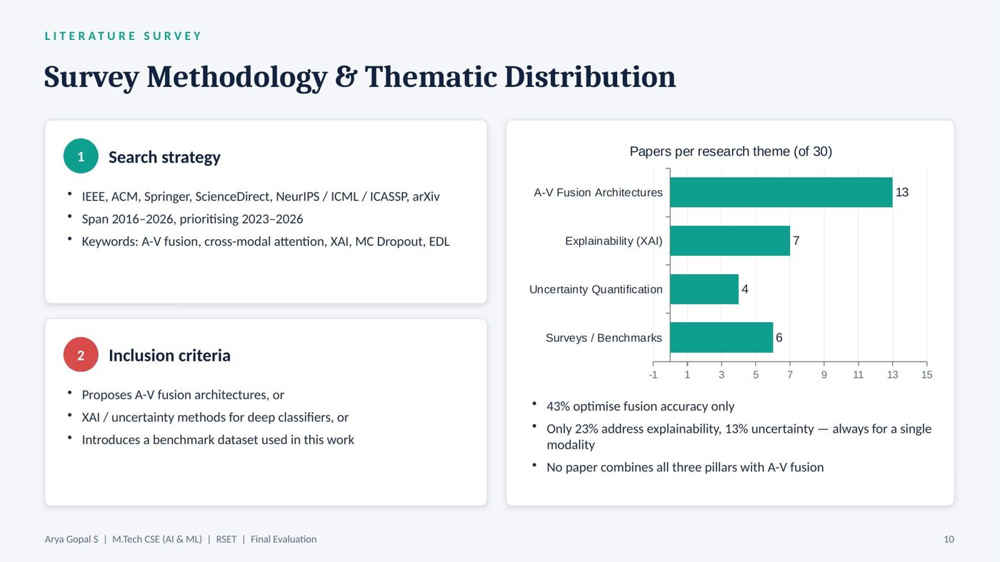 LITERATURE SURVEY
Survey Methodology & Thematic Distribution
1
Search strategy
• IEEE, ACM, Springer, ScienceDirect, NeurIPS / ICML / ICASSP, arXiv
• Span 2016–2026, prioritising 2023–2026
• Keywords: A-V fusion, cross-modal attention, XAI, MC Dropout, EDL
2
Inclusion criteria
• Proposes A-V fusion architectures, or
• XAI / uncertainty methods for deep classifiers, or
• Introduces a benchmark dataset used in this work
Papers per research theme (of 30)
A-V Fusion Architectures 13
Explainability (XAI) 7
Uncertainty Quantification 4
Surveys / Benchmarks 6
-1 1 3 5 7 9 11 13 15
• 43% optimise fusion accuracy only
• Only 23% address explainability, 13% uncertainty — always for a single
modality
• No paper combines all three pillars with A-V fusion
Arya Gopal S | M.Tech CSE (AI & ML) | RSET | Final Evaluation
10